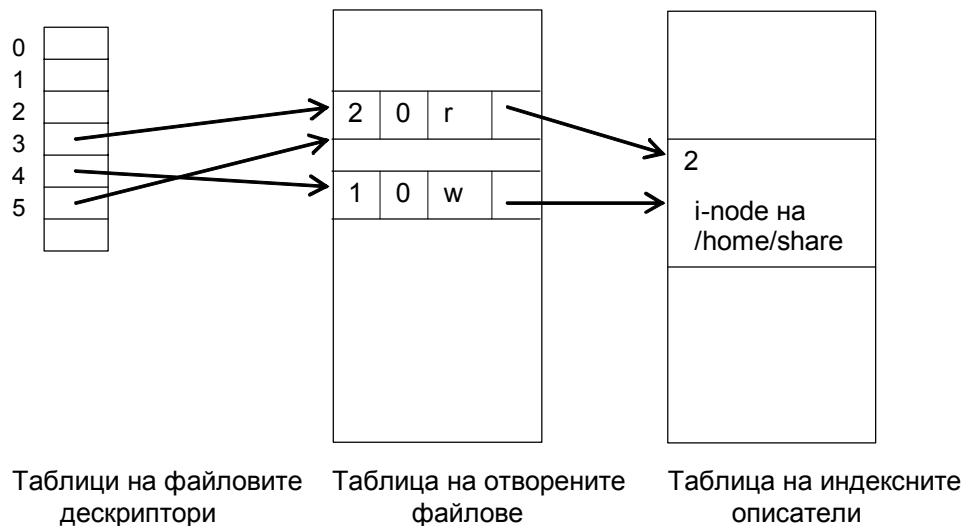 0
1
2
3
4
5
2 0 r
1 0 w
2
i-node на
/home/share
Таблици на файловите
дескриптори
Таблица на отворените
файлове
Таблица на индексните
описатели